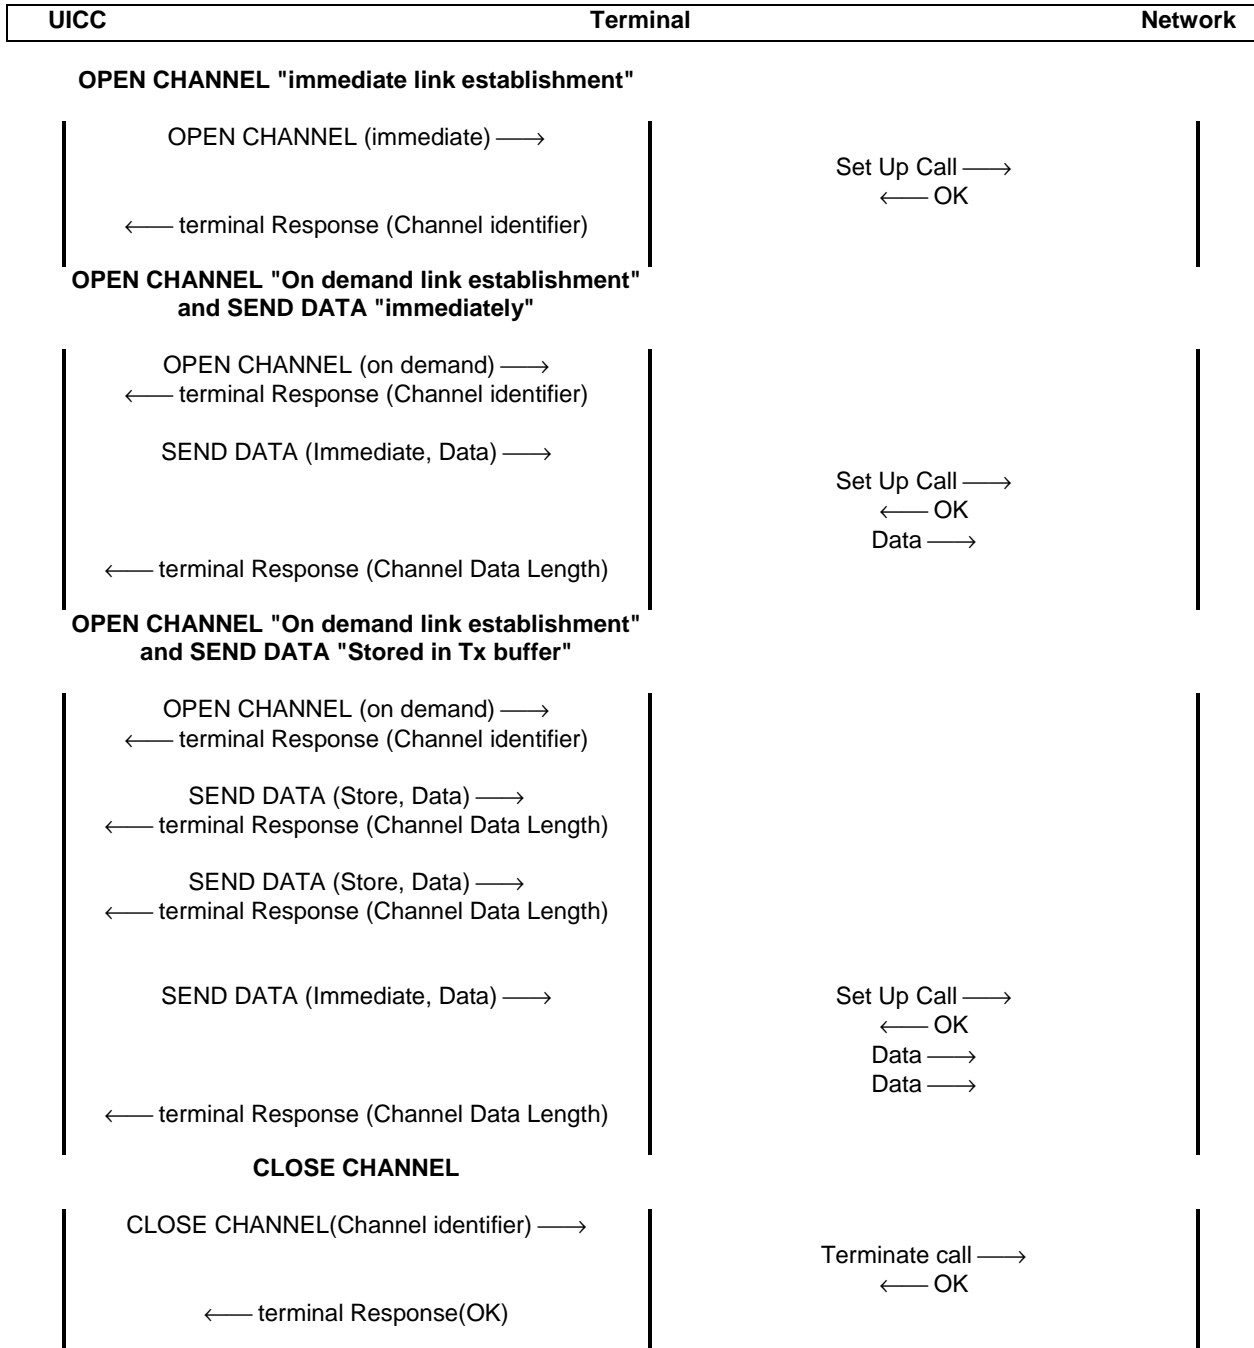 UICC Terminal Network
OPEN CHANNEL "immediate link establishment"
OPEN CHANNEL (immediate) ⟶
Set Up Call ⟶
⟵ OK
⟵ terminal Response (Channel identifier)
OPEN CHANNEL "On demand link establishment"
and SEND DATA "immediately"
OPEN CHANNEL (on demand) ⟶
⟵ terminal Response (Channel identifier)
SEND DATA (Immediate, Data) ⟶
Set Up Call ⟶
⟵ OK
Data ⟶
⟵ terminal Response (Channel Data Length)
OPEN CHANNEL "On demand link establishment"
and SEND DATA "Stored in Tx buffer"
OPEN CHANNEL (on demand) ⟶
⟵ terminal Response (Channel identifier)
SEND DATA (Store, Data) ⟶
⟵ terminal Response (Channel Data Length)
SEND DATA (Store, Data) ⟶
⟵ terminal Response (Channel Data Length)
SEND DATA (Immediate, Data) ⟶ Set Up Call ⟶
⟵ OK
Data ⟶
Data ⟶
⟵ terminal Response (Channel Data Length)
CLOSE CHANNEL
CLOSE CHANNEL(Channel identifier) ⟶
Terminate call ⟶
⟵ OK
⟵ terminal Response(OK)